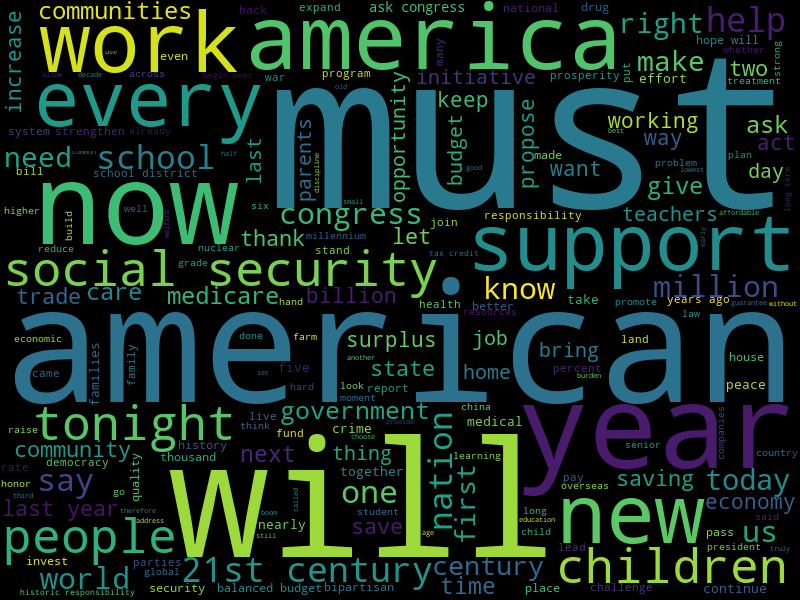 communities
back
expand
ask congress
national
drug
right
help
work
america
increase
use
even
many
hope will
whether
strong
decade
across
begin meet
war
program
initiative
prosperity
put
effort
make
two
treatment
every
must
old
opportunity
keep
budget
propose
working
best
ask
act
system
strengthen
already
last
parents
discipline
made
way
need
common
school
half
want
problem
lowest
plan
day
long term
bill
school district
good
give
now
six
small
higher
build
well
welfare
congress
join
responsibility
teachers
affordable
thank
millennium
let
support
early
reduce
nuclear
stand
tax credit
social security
grade
hand
health
better
know
million
trade
care
medicare
billion
take
promote
years ago
guarantee
without
resources
law
american
economic
done
farm
surplus
job
land
families
family
another
state
bring
house
came
five
home
percent
set
hard
look
report
burden
peace
moment
raise
tonight
live
government
china
year
companies
think
crime
provide
medical
nation
first
senior
community
history
fund
choose
thing
learning
country
rate
democracy
quality
thousand
next
together
say
go
will
pay
saving
today
honor
third
one
student
overseas
last year
therefore
boom
called
long
new
economy
said
address
nearly
save
age
education
child
pass
us
people
still
president
invest
parties
lead
truly
children
world
global
21st century
century
security
balanced budget
bipartisan
time
place
challenge
continue
historic responsibility